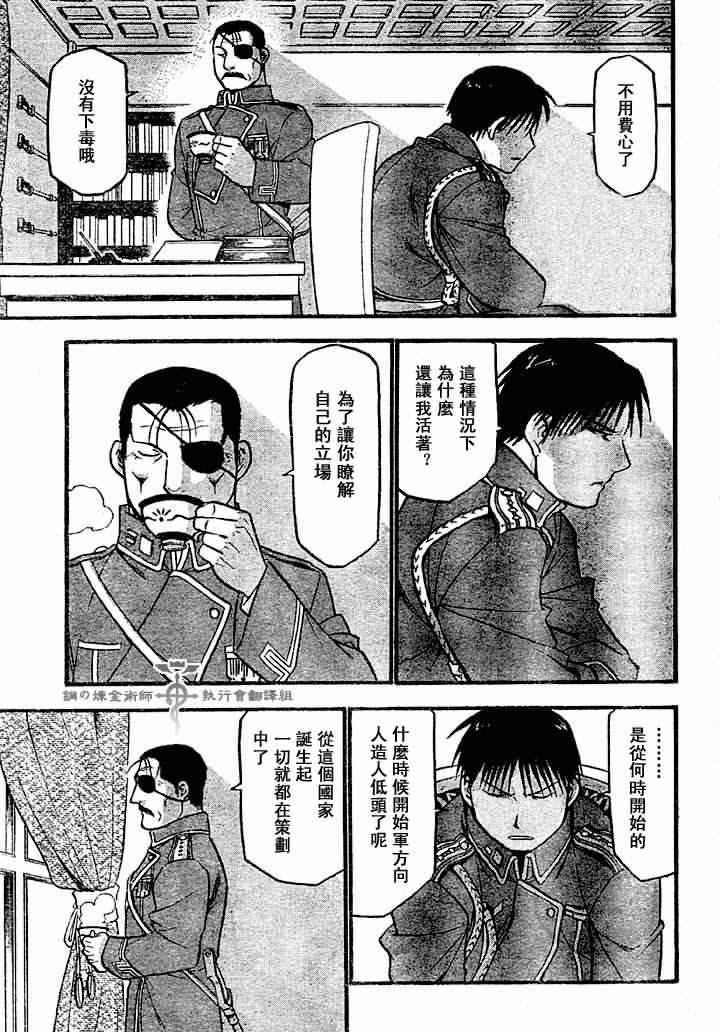 不用費心了
沒有下毒哦
這種情況下
為什麼
還讓我活著？
為了讓你瞭解
自己的立場
鋼の煉金術師
執行會翻譯組
………
是從何時開始的
什麼時候開始軍方向
人造人低頭了呢
從這個國家
誕生起
一切就都在策劃
中了